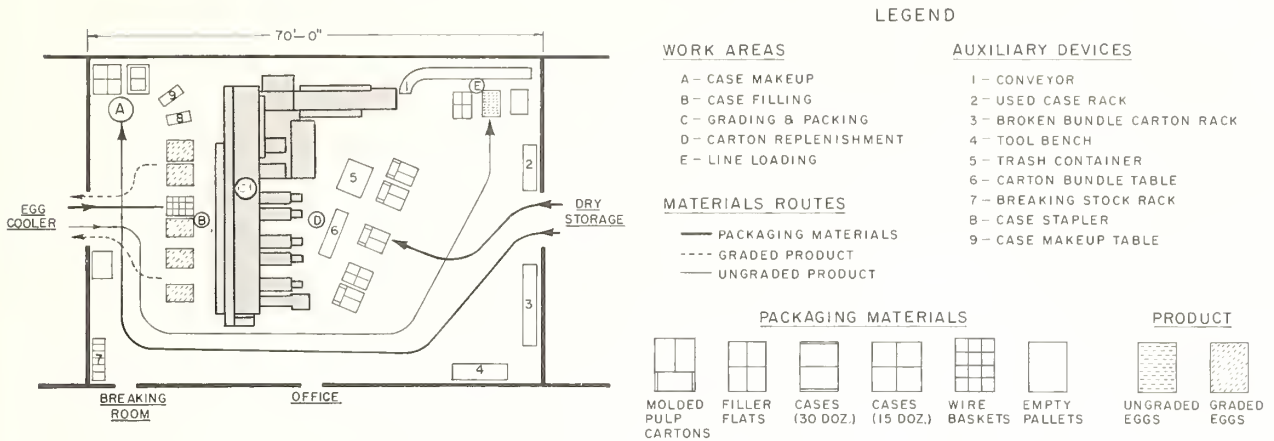 70'-0"
A
9
8
1
E
2
5
EGG
COOLER
B
C
D
6
DRY
STORAGE
3
7
4
BREAKING
ROOM
OFFICE
LEGEND
WORK AREAS
A - CASE MAKEUP
B - CASE FILLING
C - GRADING & PACKING
D - CARTON REPLENISHMENT
E - LINE LOADING
MATERIALS ROUTES
PACKAGING MATERIALS
GRADED PRODUCT
UNGRADED PRODUCT
AUXILIARY DEVICES
1 - CONVEYOR
2 - USED CASE RACK
3 - BROKEN BUNDLE CARTON RACK
4 - TOOL BENCH
5 - TRASH CONTAINER
6 - CARTON BUNDLE TABLE
7 - BREAKING STOCK RACK
8 - CASE STAPLER
9 - CASE MAKEUP TABLE
PACKAGING MATERIALS
MOLDED
PULP
CARTONS
FILLER
FLATS
CASES
(30 DOZ.)
CASES
(15 DOZ.)
WIRE
BASKETS
EMPTY
PALLETS
PRODUCT
UNGRADED
EGGS
GRADED
EGGS